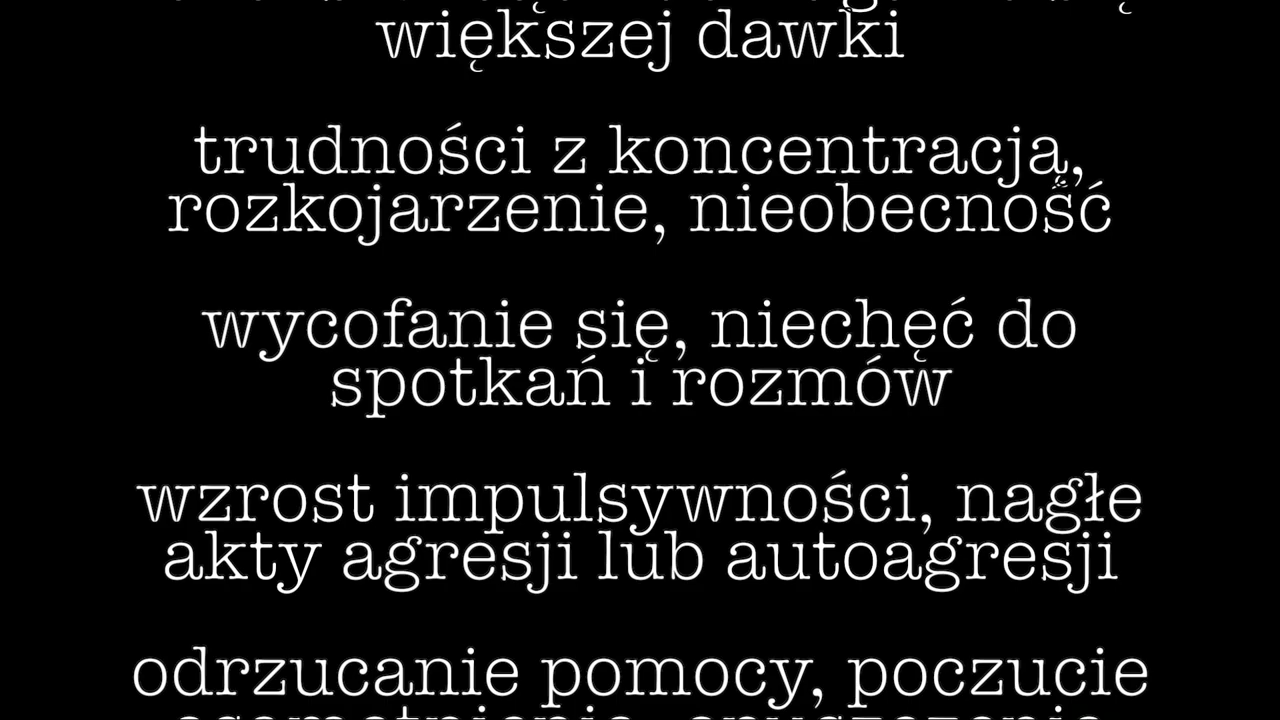 większej dawki
trudności z koncentracją,
rozkojarzenie, nieobecność
wycofanie się, niechęć do
spotkań i rozmów
wzrost impulsywności, nagłe
akty agresji lub autoagresji
odrzucanie pomocy, poczucie